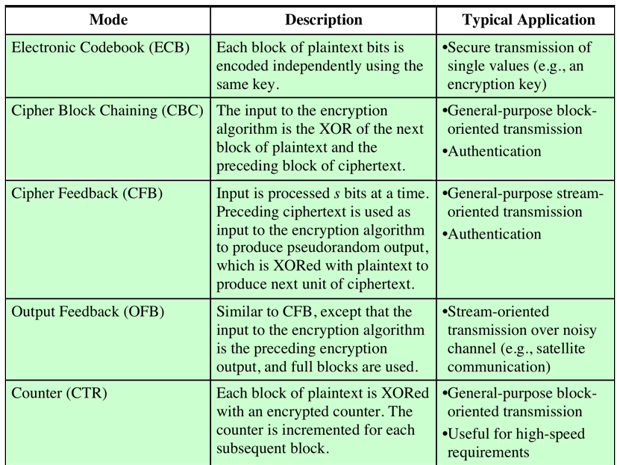 Mode Description Typical Application
Electronic Codebook (ECB)
Each block of plaintext bits is
encoded independently using the
same key.
•Secure transmission of
single values (e.g., an
encryption key)
Cipher Block Chaining (CBC)
The input to the encryption
algorithm is the XOR of the next
block of plaintext and the
preceding block of ciphertext.
•General-purpose block-
oriented transmission
•Authentication
Cipher Feedback (CFB)
Input is processed s bits at a time.
Preceding ciphertext is used as
input to the encryption algorithm
to produce pseudorandom output,
which is XORed with plaintext to
produce next unit of ciphertext.
•General-purpose stream-
oriented transmission
•Authentication
Output Feedback (OFB)
Similar to CFB, except that the
input to the encryption algorithm
is the preceding encryption
output, and full blocks are used.
•Stream-oriented
transmission over noisy
channel (e.g., satellite
communication)
Counter (CTR)
Each block of plaintext is XORed
with an encrypted counter. The
counter is incremented for each
subsequent block.
•General-purpose block-
oriented transmission
•Useful for high-speed
requirements